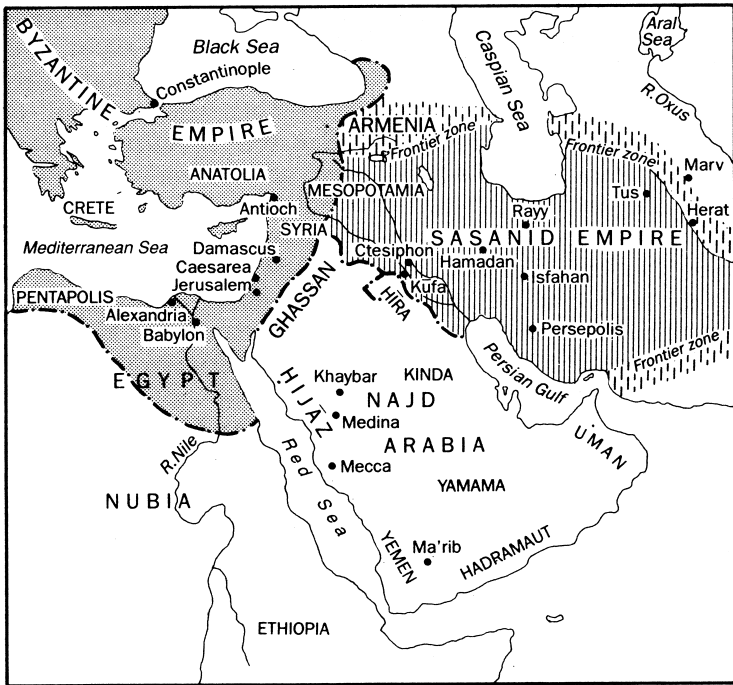 BYZANTINE
EMPIRE
Black Sea
Constantinople
Caspian Sea
Aral
Sea
R.Oxus
ARMENIA
Frontier zone
Frontier zone
Marv
Tus
Herat
ANATOLIA
MESOPOTAMIA
CRETE
Antioch
SYRIA
Rayy
SASANID EMPIRE
Mediterranean Sea
Damascus
Caesarea
Jerusalem
Ctesiphon
Hamadan
Isfahan
Kufa
PENTAPOLIS
Alexandria
Babylon
GHASSAN
HĪRA
Persepolis
Frontier zone
Persian Gulf
EGYPT
HIJĀZ
Khaybar
KINDA
NAJD
Medina
ARABIA
UMAN
R.Nile
Red Sea
Mecca
NUBIA
YAMAMA
YEMEN
Ma'rib
HADRAMAUT
ETHIOPIA